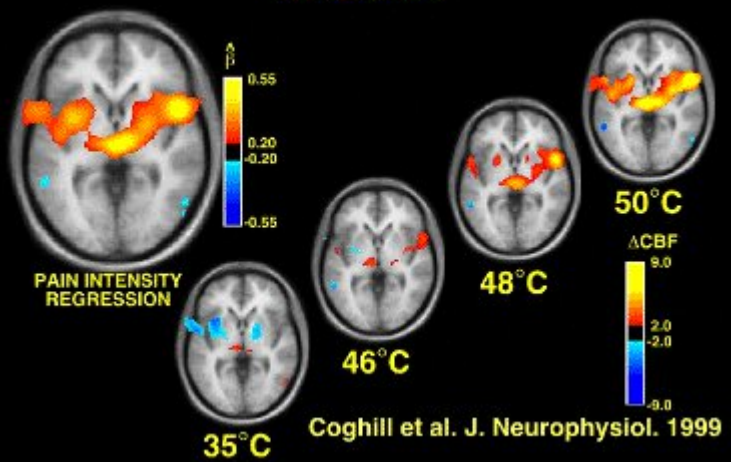 β̂
0.55
0.20
-0.20
-0.55
PAIN INTENSITY
REGRESSION
35°C
46°C
48°C
50°C
ΔCBF
9.0
2.0
-2.0
-9.0
Coghill et al. J. Neurophysiol. 1999